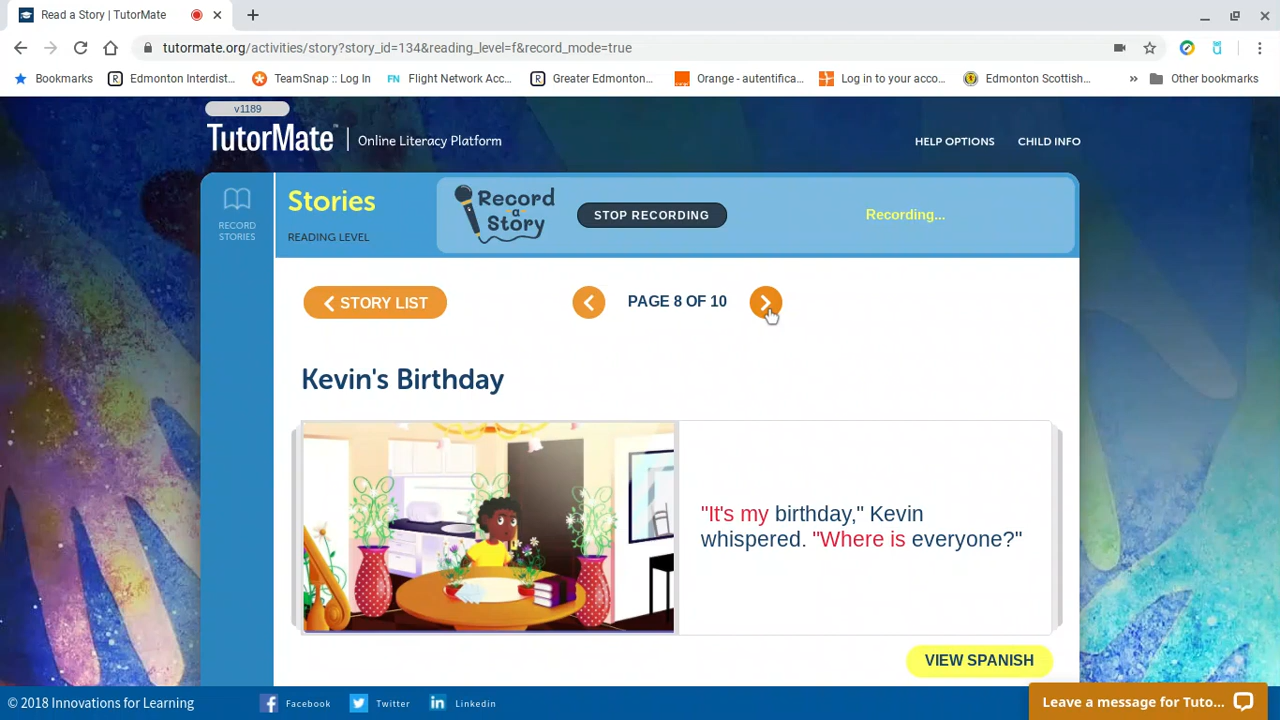 Read a Story | TutorMate
tutormate.org/activities/story?story_id=134&reading_level=f&record_mode=true
Bookmarks
Edmonton Interdist...
TeamSnap :: Log In
FN Flight Network Acc...
Greater Edmonton...
Orange - autentifica...
Log in to your acco...
Edmonton Scottish...
» Other bookmarks
v1189
TutorMate | Online Literacy Platform
HELP OPTIONS
CHILD INFO
RECORD
STORIES
Stories
READING LEVEL
Record
a
Story
STOP RECORDING
Recording...
STORY LIST
PAGE 8 OF 10
Kevin's Birthday
"It's my birthday," Kevin
whispered. "Where is everyone?"
VIEW SPANISH
© 2018 Innovations for Learning
Facebook
Twitter
Linkedin
Leave a message for Tuto...